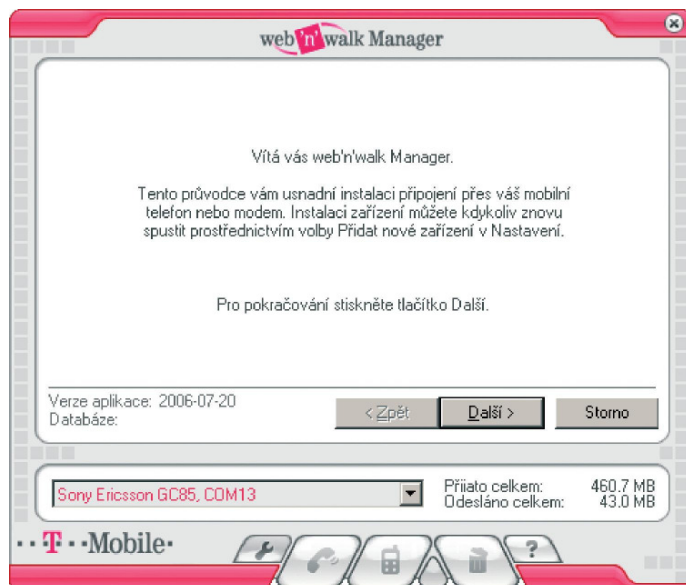 web'n'walk Manager
Vítá vás web'n'walk Manager.
Tento průvodce vám usnadní instalaci připojení přes váš mobilní
telefon nebo modem. Instalaci zařízení můžete kdykoliv znovu
spustit prostřednictvím volby Přidat nové zařízení v Nastavení.
Pro pokračování stiskněte tlačítko Další.
Verze aplikace: 2006-07-20
Databáze:
< Zpět Další > Storno
Sony Ericsson GC85, COM13
Přijato celkem: 460.7 MB
Odesláno celkem: 43.0 MB
··T··Mobile·
?